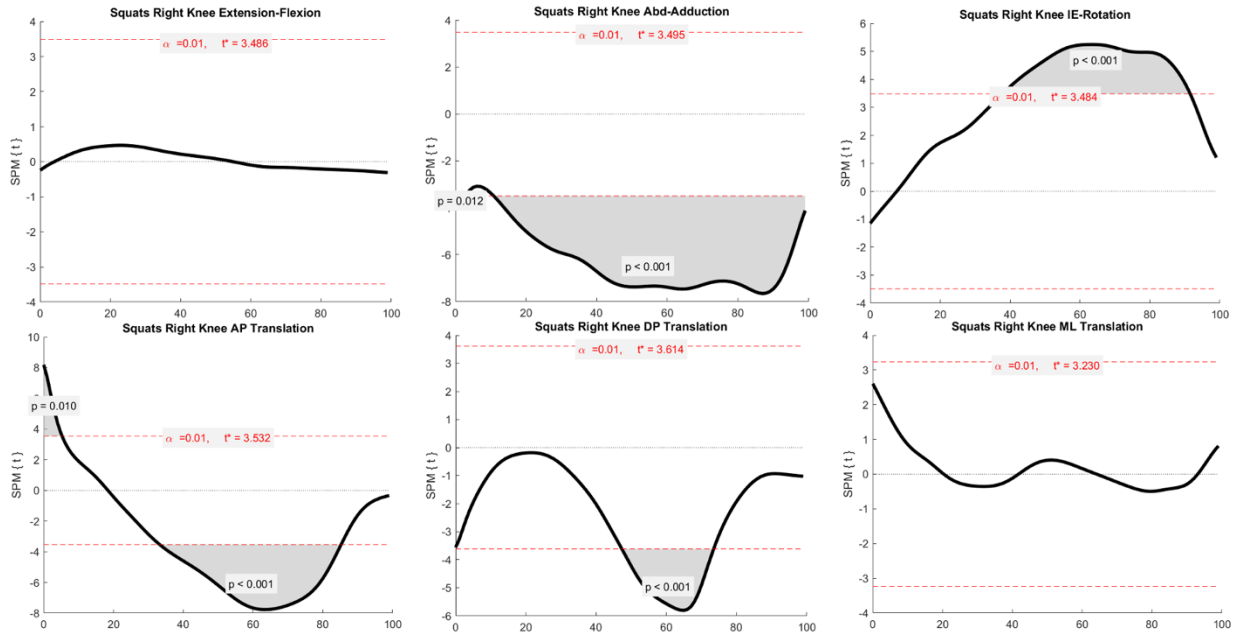 Squats Right Knee Extension-Flexion
4
3
2
1
0
-1
-2
-3
-4
0 20 40 60 80 100
SPM { t }
α =0.01, t* = 3.486
Squats Right Knee Abd-Adduction
4
2
0
-2
-6
-8
0 20 40 60 80 100
SPM { t }
α =0.01, t* = 3.495
p = 0.012
p < 0.001
Squats Right Knee IE-Rotation
6
5
4
3
2
1
0
-1
-2
-3
-4
0 20 40 60 80 100
SPM { t }
p < 0.001
α =0.01, t* = 3.484
Squats Right Knee AP Translation
10
8
4
2
0
-2
-4
-6
-8
0 20 40 60 80 100
SPM { t }
p = 0.010
α =0.01, t* = 3.532
p < 0.001
Squats Right Knee DP Translation
4
3
2
1
0
-1
-2
-3
-4
-5
-6
0 20 40 60 80 100
SPM { t }
α =0.01, t* = 3.614
p < 0.001
Squats Right Knee ML Translation
4
3
2
1
0
-1
-2
-3
-4
0 20 40 60 80 100
SPM { t }
α =0.01, t* = 3.230